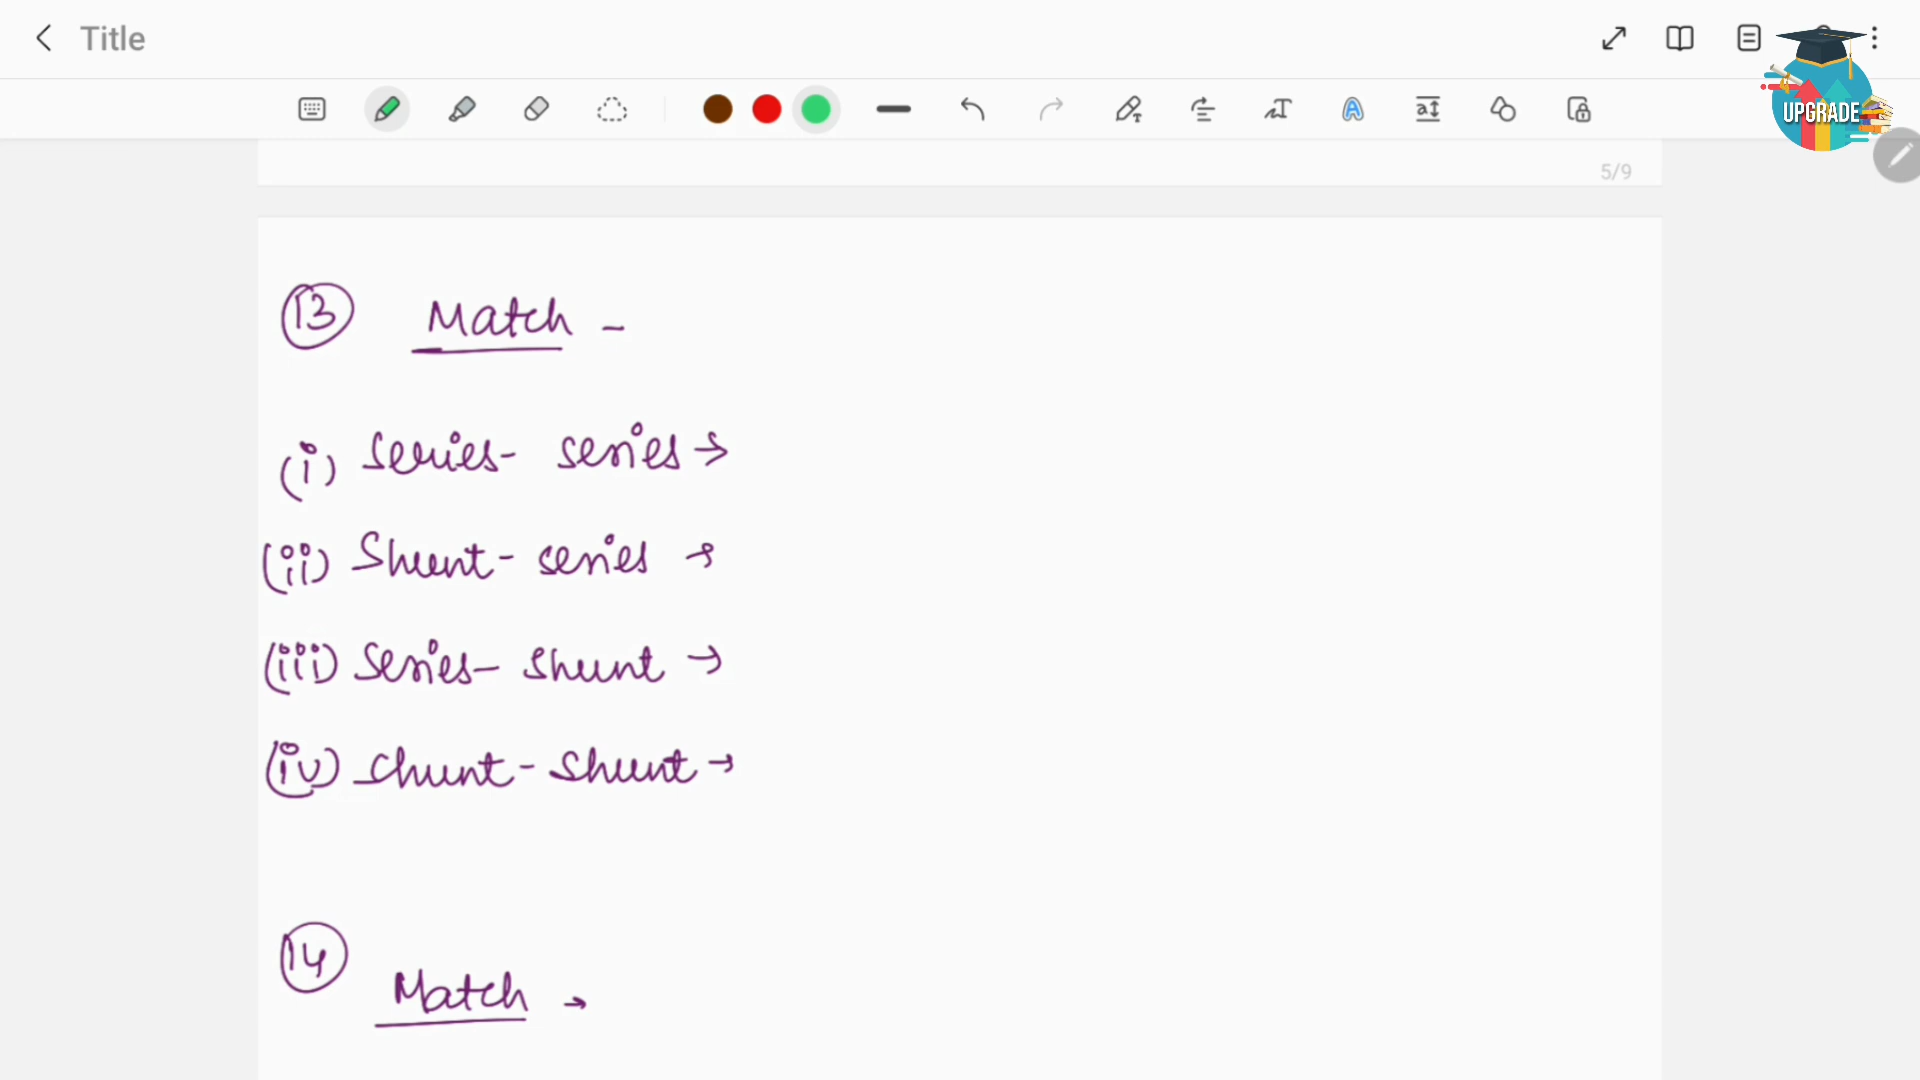 Title
UPGRADE
5/9
13 Match -
(i) Series - series →
(ii) Shunt - series →
(iii) Series - shunt →
(iv) Shunt - Shunt →
14 Match →